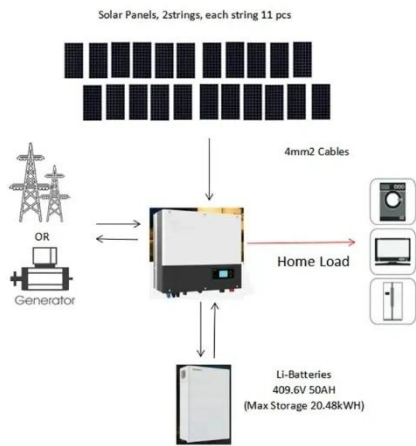 Solar Panels, 2strings, each string 11 pcs
4mm2 Cables
OR
Generator
Home Load
Li-Batteries
409.6V 50AH
(Max Storage 20.48kWH)